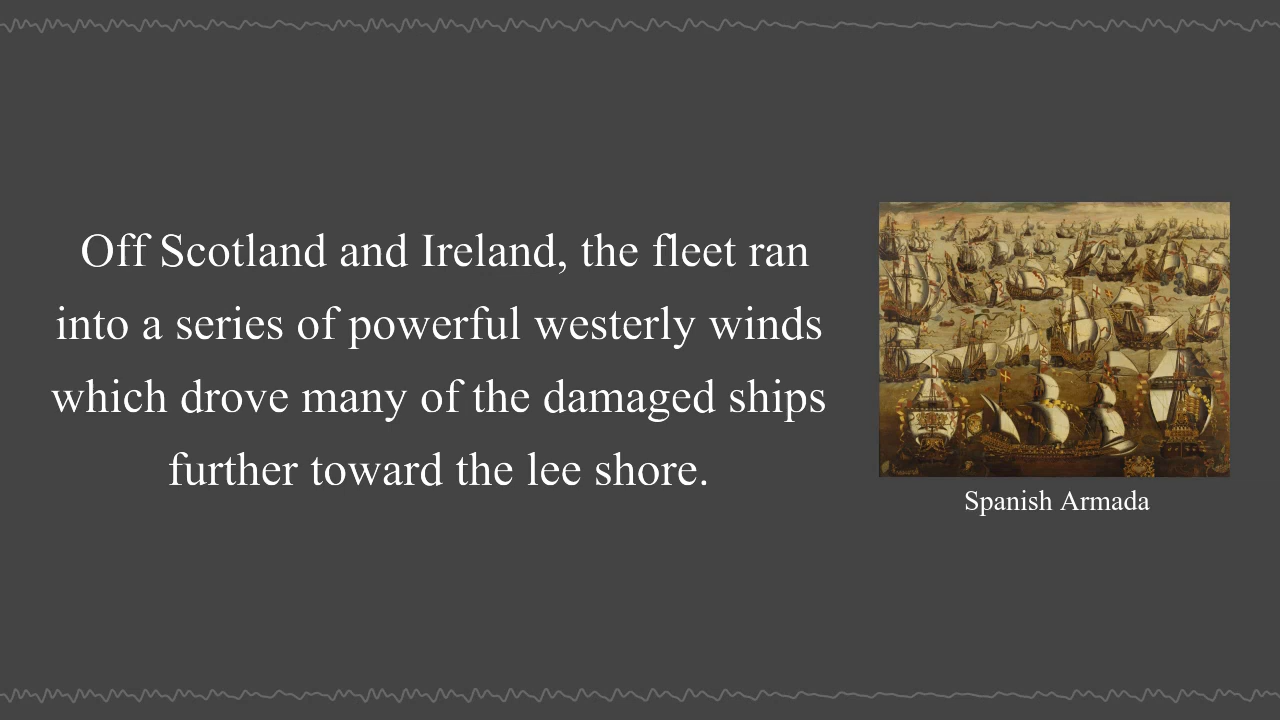 Off Scotland and Ireland, the fleet ran
into a series of powerful westerly winds
which drove many of the damaged ships
further toward the lee shore.
Spanish Armada